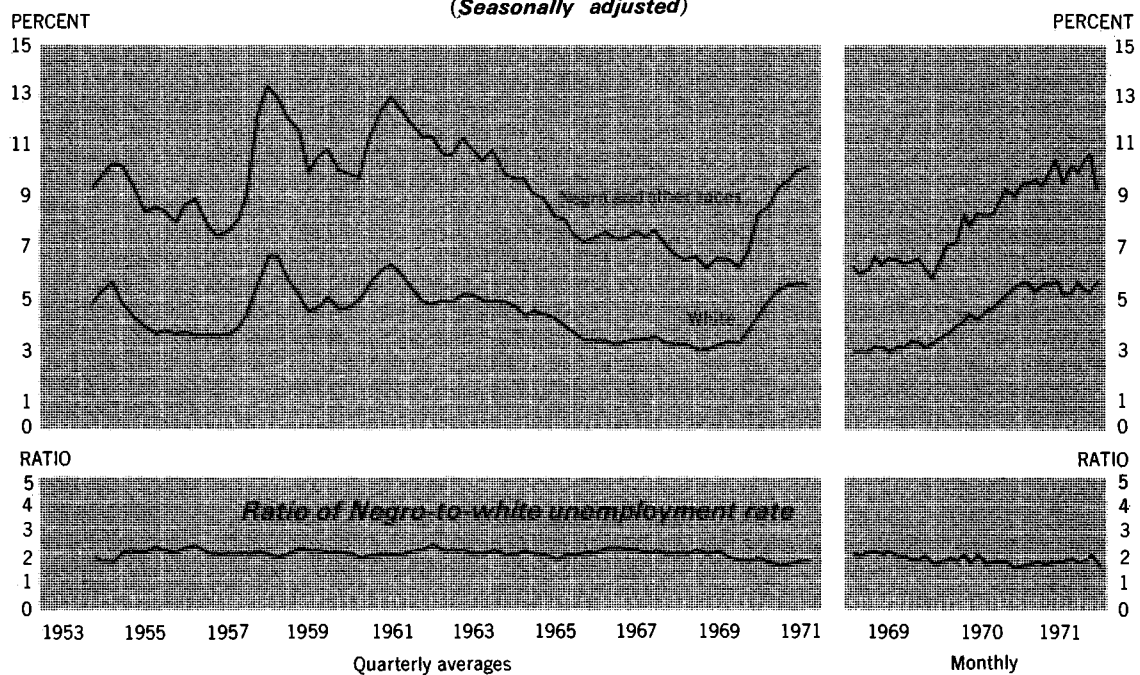 (Seasonally adjusted)
PERCENT
PERCENT
15
13
11
9
7
5
3
1
0
Negro and other races
White
15
13
11
9
7
5
3
1
0
RATIO
RATIO
5
4
3
2
1
0
Ratio of Negro-to-white unemployment rate
5
4
3
2
1
0
1953 1955 1957 1959 1961 1963 1965 1967 1969 1971
1969 1970 1971
Quarterly averages
Monthly